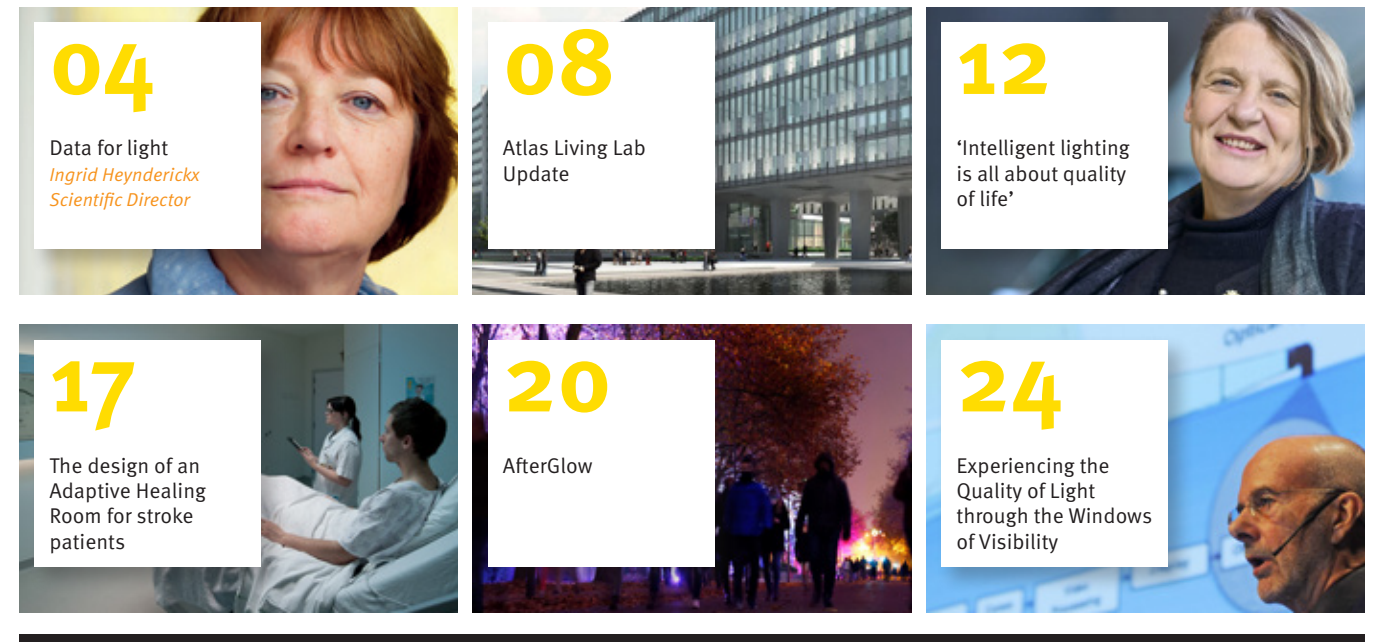 04
Data for light
Ingrid Heynderickx
Scientific Director
08
Atlas Living Lab
Update
12
‘Intelligent lighting
is all about quality
of life’
17
The design of an
Adaptive Healing
Room for stroke
patients
20
AfterGlow
24
Experiencing the
Quality of Light
through the Windows
of Visibility